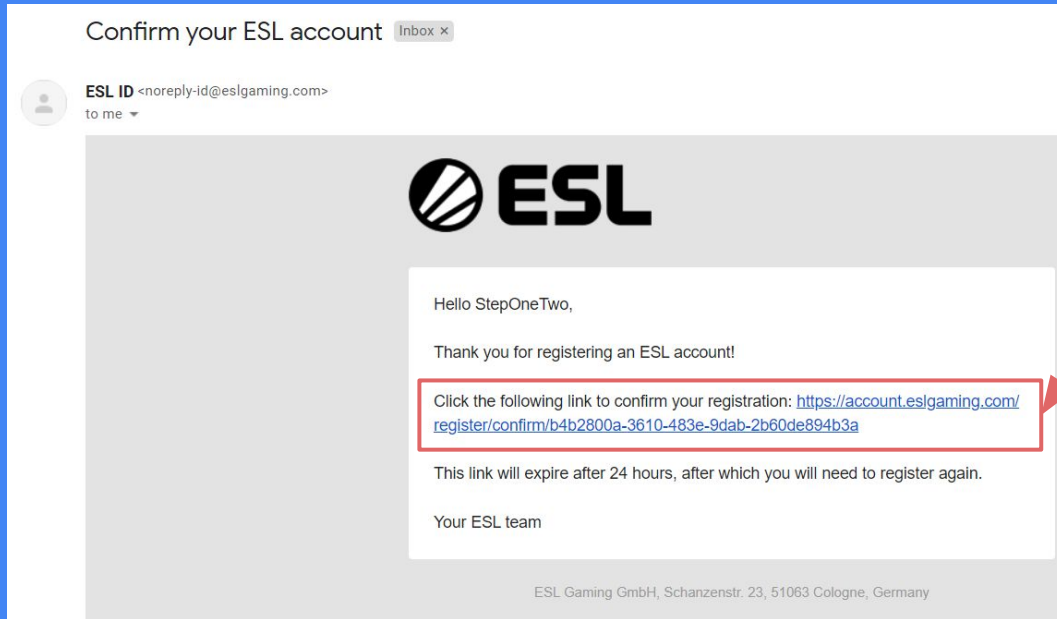 Confirm your ESL account Inbox ×
ESL ID <noreply-id@eslgaming.com>
to me
ESL
Hello StepOneTwo,
Thank you for registering an ESL account!
Click the following link to confirm your registration: https://account.eslgaming.com/
register/confirm/b4b2800a-3610-483e-9dab-2b60de894b3a
This link will expire after 24 hours, after which you will need to register again.
Your ESL team
ESL Gaming GmbH, Schanzenstr. 23, 51063 Cologne, Germany